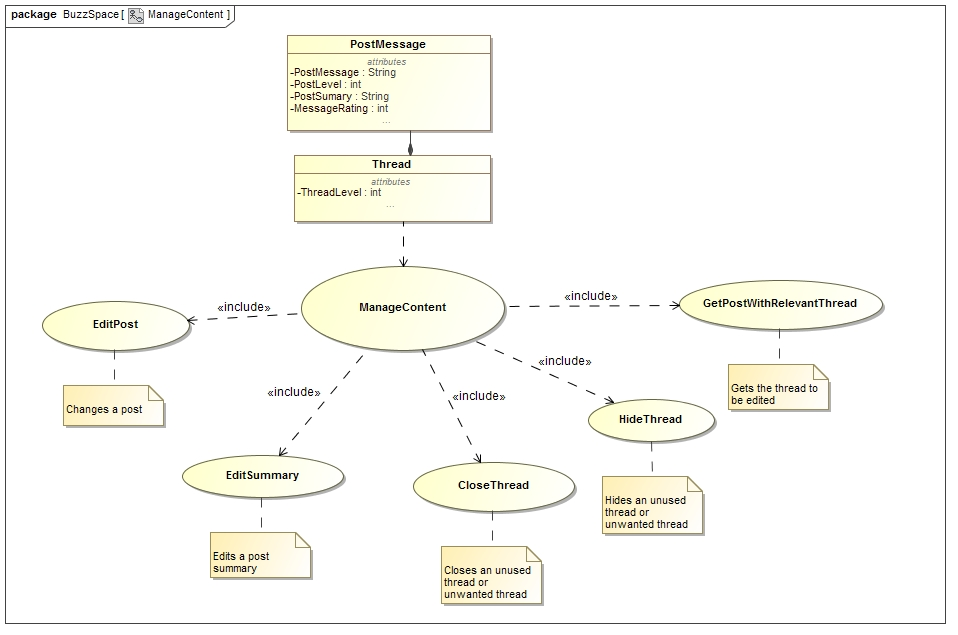 package BuzzSpace [ ManageContent ]
PostMessage
attributes
-PostMessage : String
-PostLevel : int
-PostSumary : String
-MessageRating : int
...
Thread
attributes
-ThreadLevel : int
...
ManageContent
«include»
EditPost
Changes a post
«include»
EditSummary
Edits a post
summary
«include»
CloseThread
Closes an unused
thread or
unwanted thread
«include»
HideThread
Hides an unused
thread or
unwanted thread
«include»
GetPostWithRelevantThread
Gets the thread to
be edited